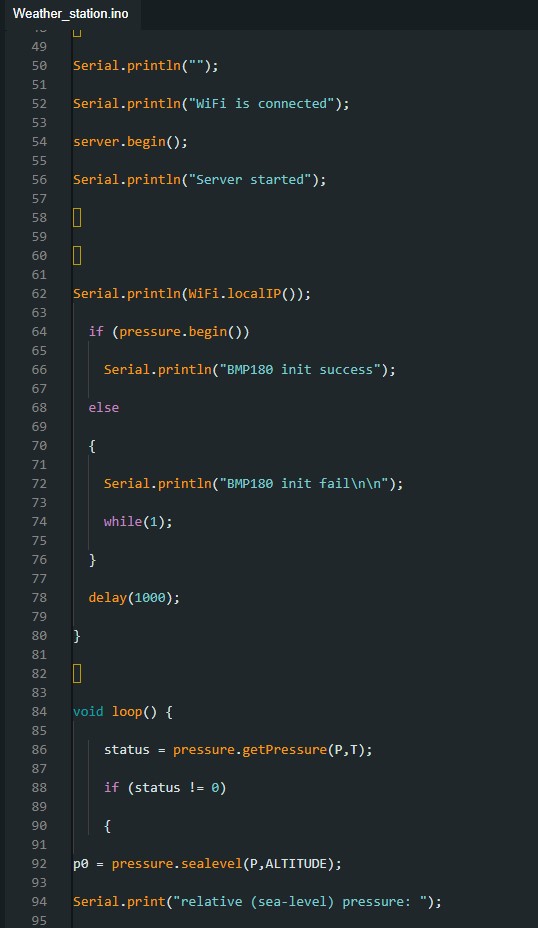 Weather_station.ino
49
50 Serial.println("");
51
52 Serial.println("WiFi is connected");
53
54 server.begin();
55
56 Serial.println("Server started");
57
58
59
60
61
62 Serial.println(WiFi.localIP());
63
64 if (pressure.begin())
65
66 Serial.println("BMP180 init success");
67
68 else
69
70 {
71
72 Serial.println("BMP180 init fail\n\n");
73
74 while(1);
75
76 }
77
78 delay(1000);
79
80 }
81
82
83
84 void loop() {
85
86 status = pressure.getPressure(P,T);
87
88 if (status != 0)
89
90 {
91
92 p0 = pressure.sealevel(P,ALTITUDE);
93
94 Serial.print("relative (sea-level) pressure: ");
95